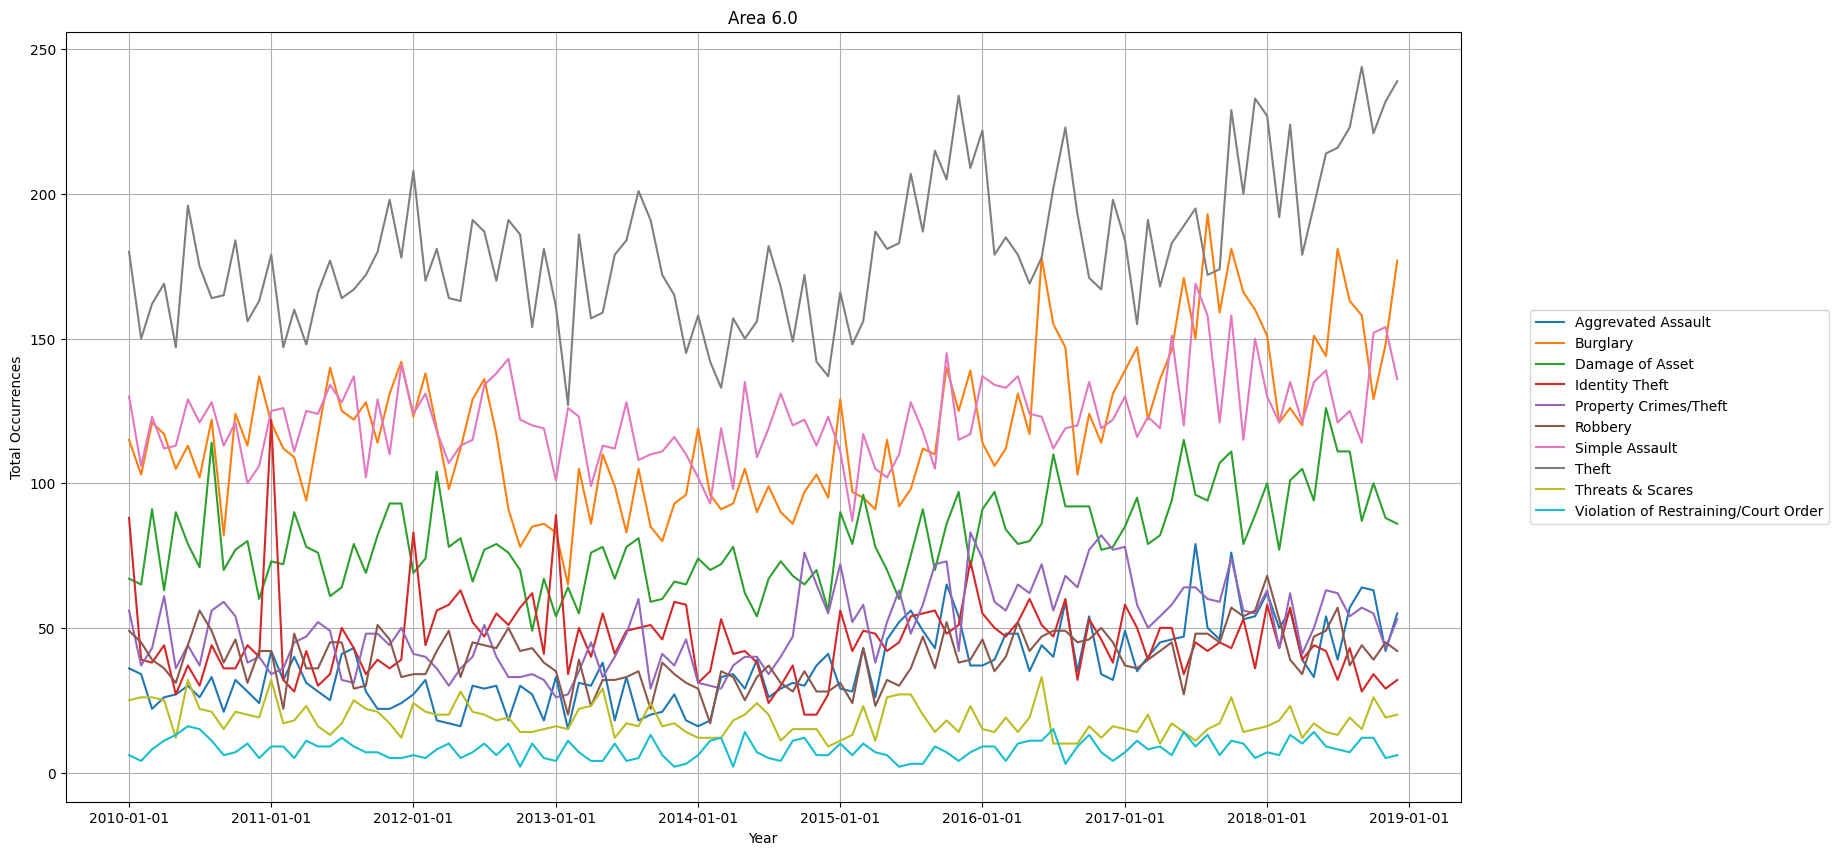 Area 6.0
Total Occurrences
250
200
150
100
50
0
2010-01-01 2011-01-01 2012-01-01 2013-01-01 2014-01-01 2015-01-01 2016-01-01 2017-01-01 2018-01-01 2019-01-01
Year
Aggrevated Assault
Burglary
Damage of Asset
Identity Theft
Property Crimes/Theft
Robbery
Simple Assault
Theft
Threats & Scares
Violation of Restraining/Court Order